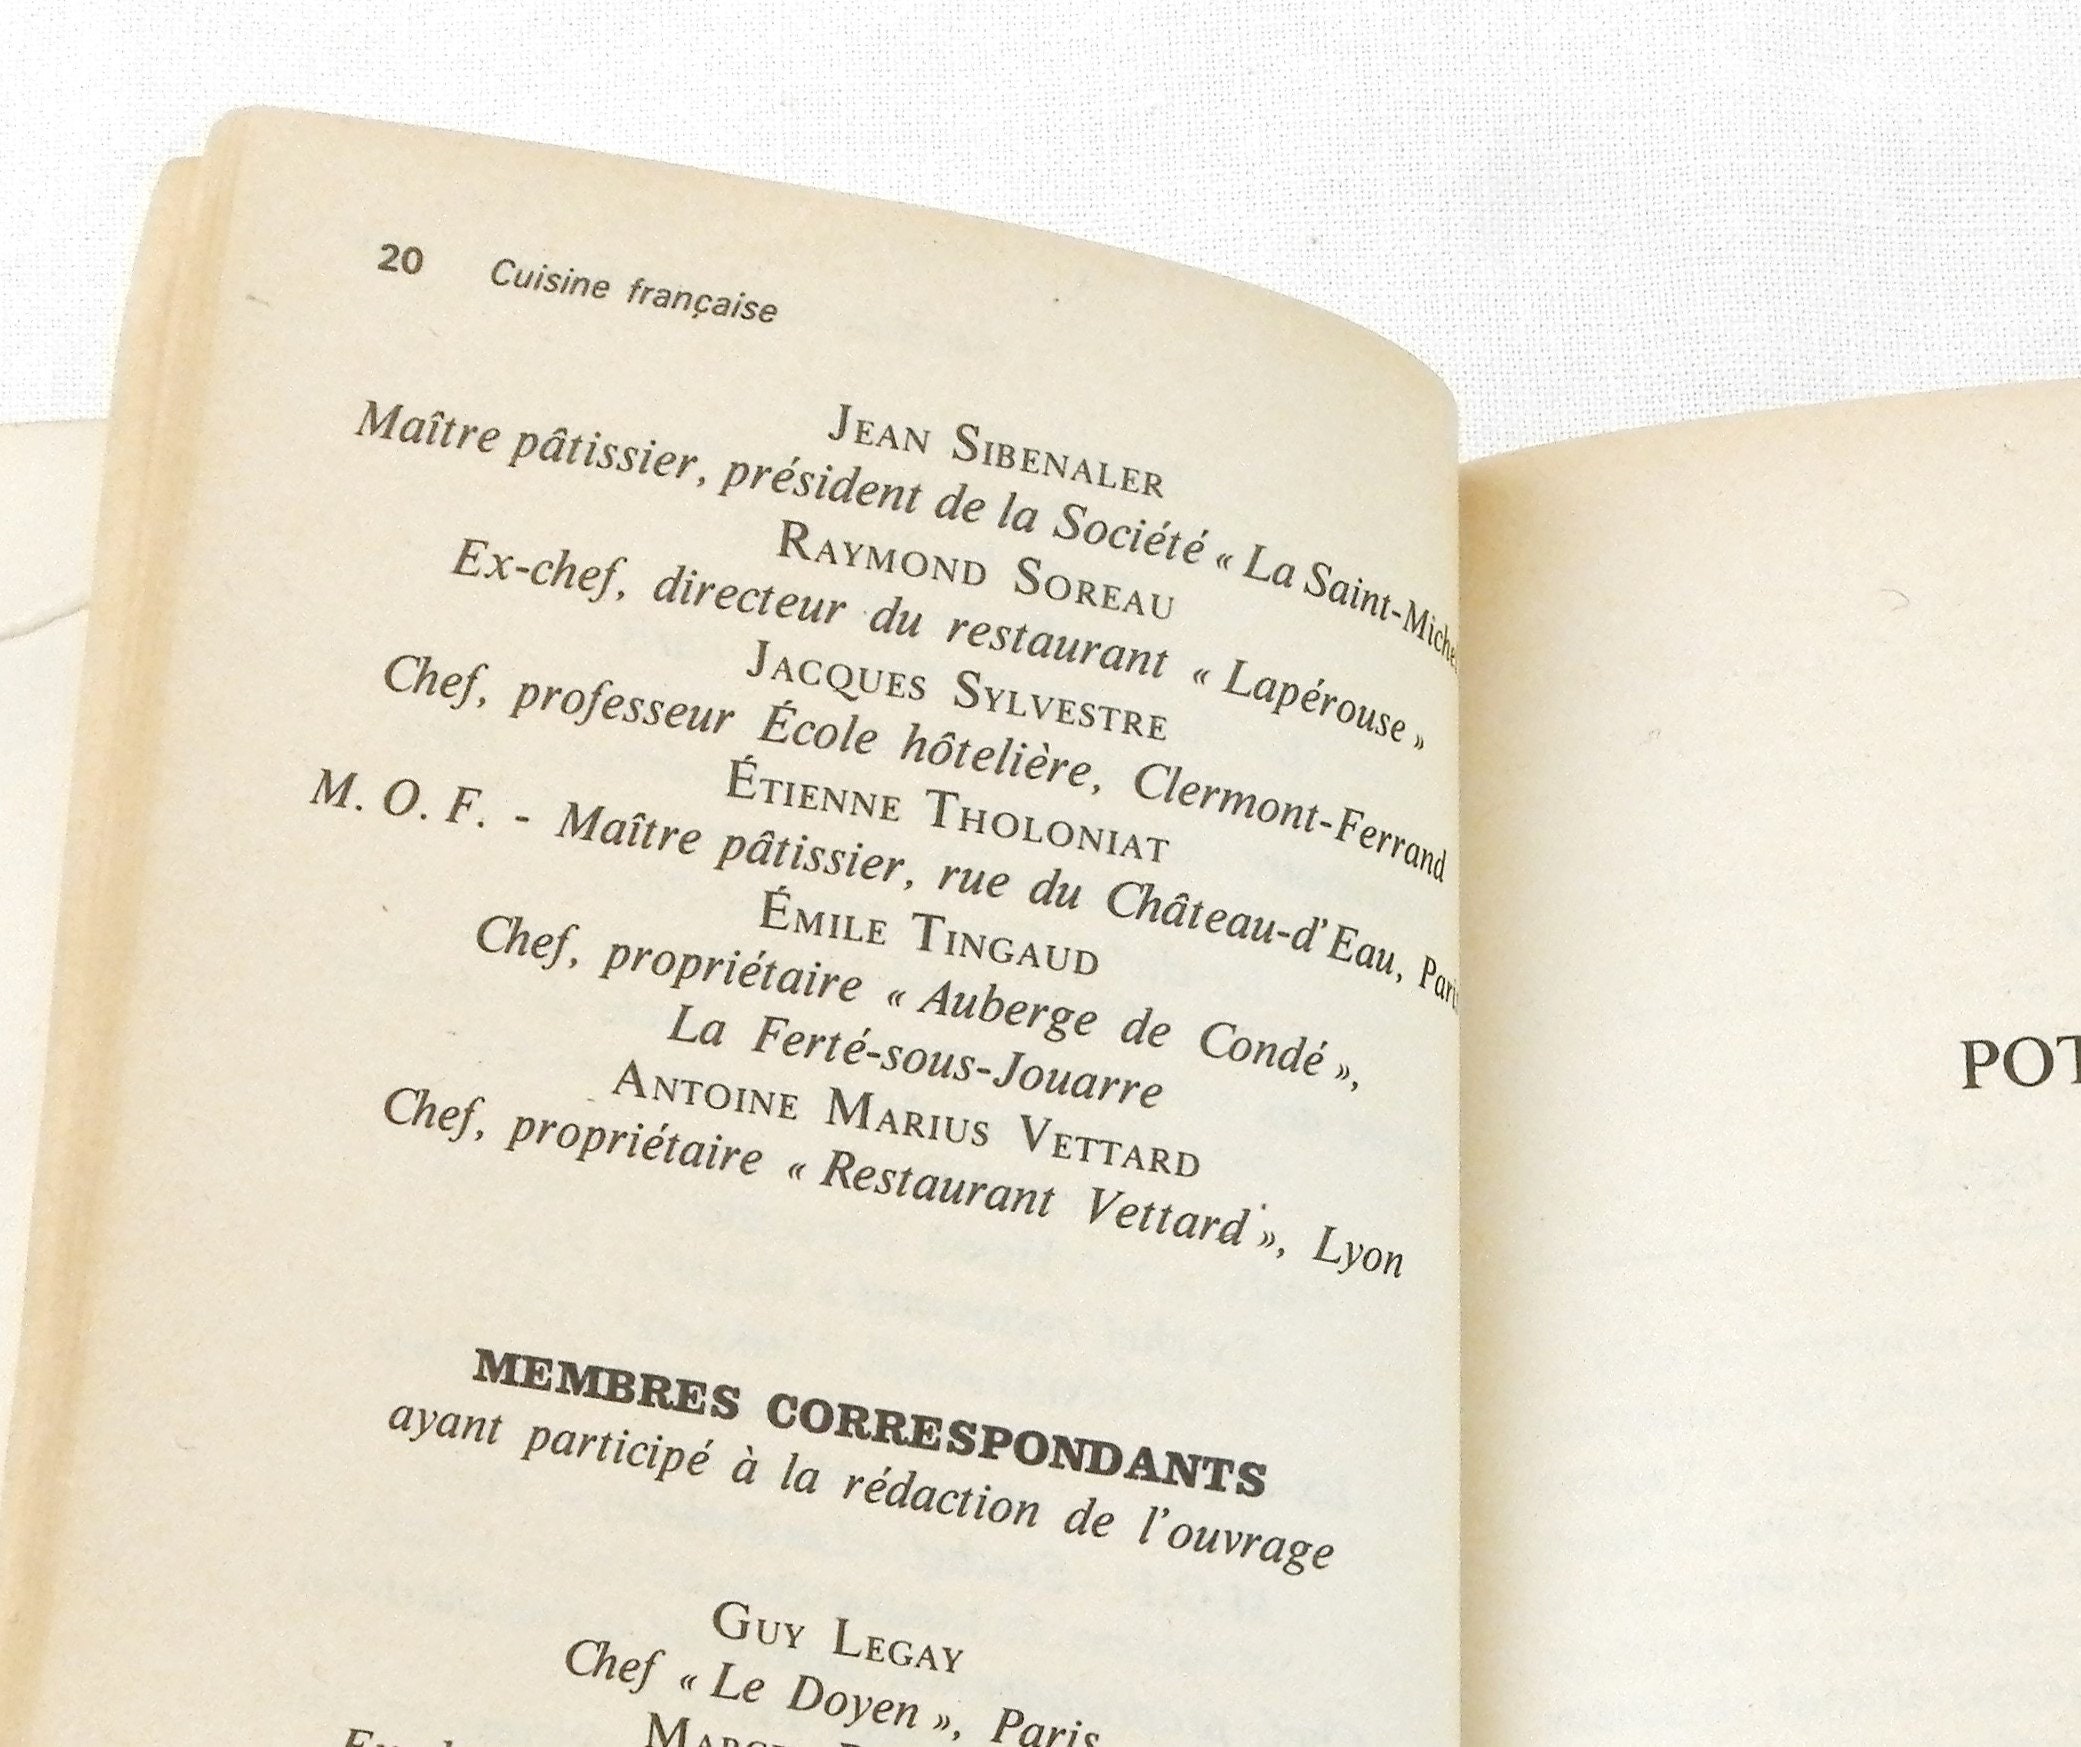 20 Cuisine française
JEAN SIBENALER
Maître pâtissier, président de la Société « La
RAYMOND SOREAU
Ex-chef, directeur du restaurant « Lapérouse »
JACQUES SYLVESTRE
Chef, professeur École hôtelière, Clermont-Ferrand
ÉTIENNE THOLONIAT
M. O. F. - Maître pâtissier, rue du Château-d'Eau,
ÉMILE TINGAUD
Chef, propriétaire « Auberge de Condé »,
La Ferté-sous-Jouarre
ANTOINE MARIUS VETTARD
Chef, propriétaire « Restaurant Vettard », Lyon
MEMBRES CORRESPONDANTS
ayant participé à la rédaction de l'ouvrage
GUY LEGAY
Chef « Le Doyen », Paris